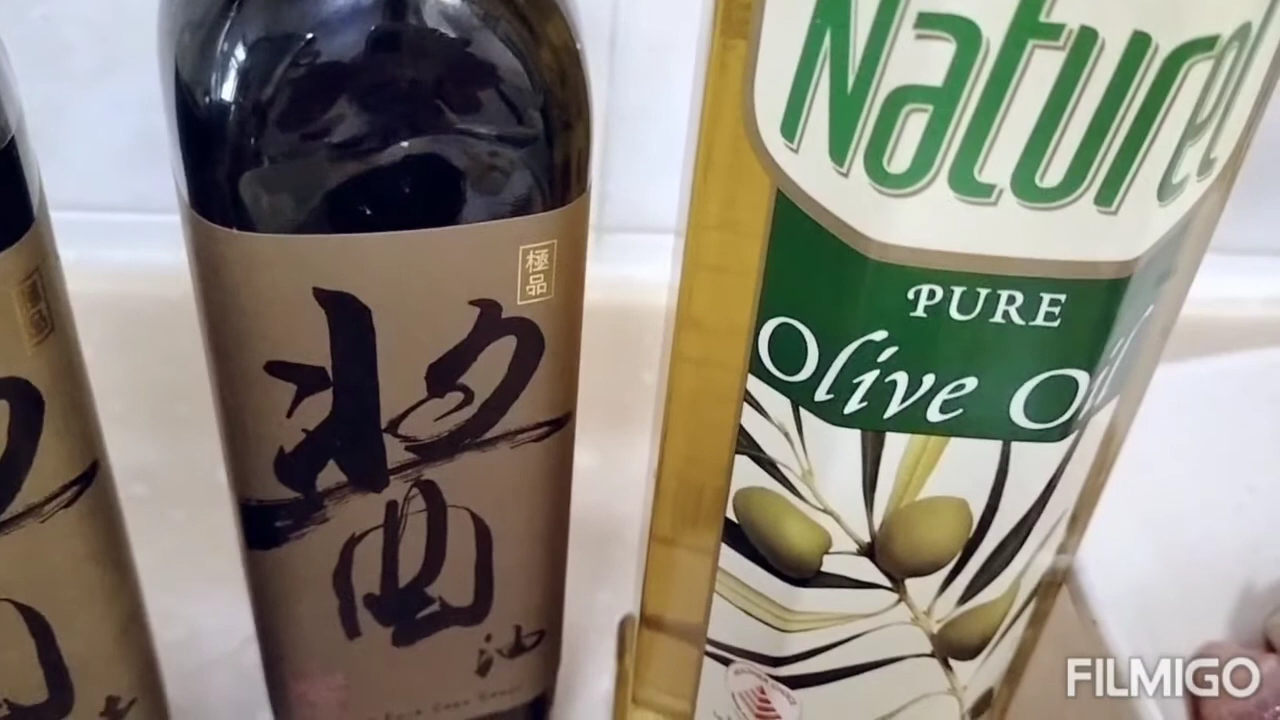 極品
醬
油
Naturel
PURE
Olive Oil
FILMIGO